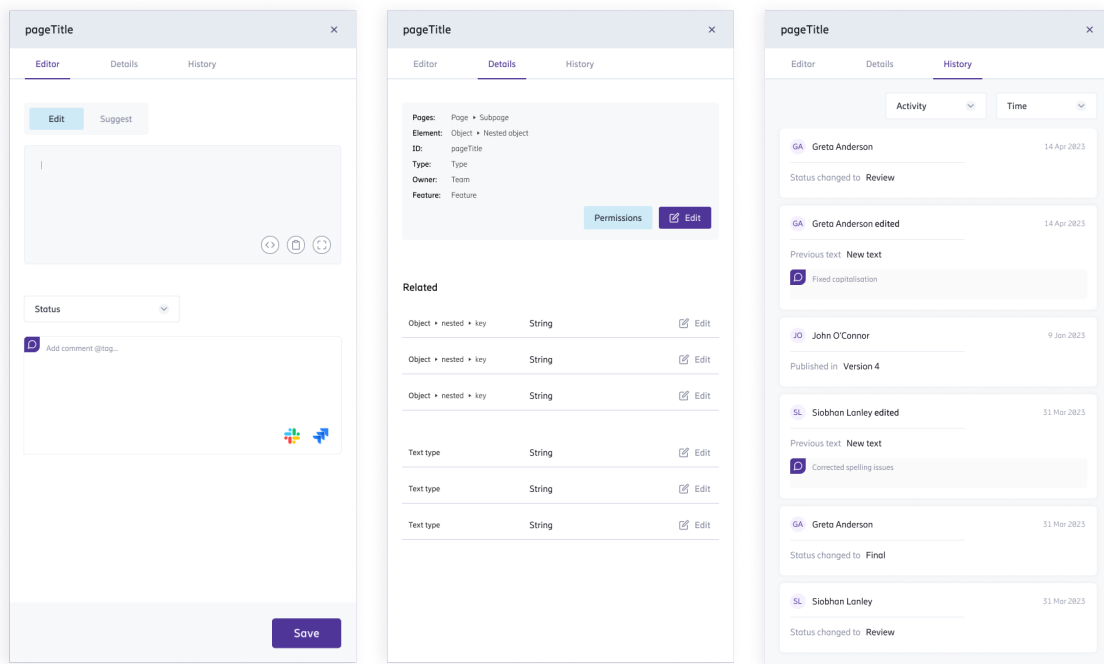 pageTitle ×
Editor Details History
Edit Suggest
Status
Add comment @tag...
Save
pageTitle ×
Editor Details History
Pages: Page ▸ Subpage
Element: Object ▸ Nested object
ID: pageTitle
Type: Type
Owner: Team
Feature: Feature
Permissions Edit
Related
Object ▸ nested ▸ key String Edit
Object ▸ nested ▸ key String Edit
Object ▸ nested ▸ key String Edit
Text type String Edit
Text type String Edit
Text type String Edit
pageTitle ×
Editor Details History
Activity Time
GA Greta Anderson 14 Apr 2023
Status changed to Review
GA Greta Anderson edited 14 Apr 2023
Previous text New text
Fixed capitalisation
JO John O'Connor 9 Jan 2023
Published in Version 4
SL Siobhan Lanley edited 31 Mar 2023
Previous text New text
Corrected spelling issues
GA Greta Anderson 31 Mar 2023
Status changed to Final
SL Siobhan Lanley 31 Mar 2023
Status changed to Review